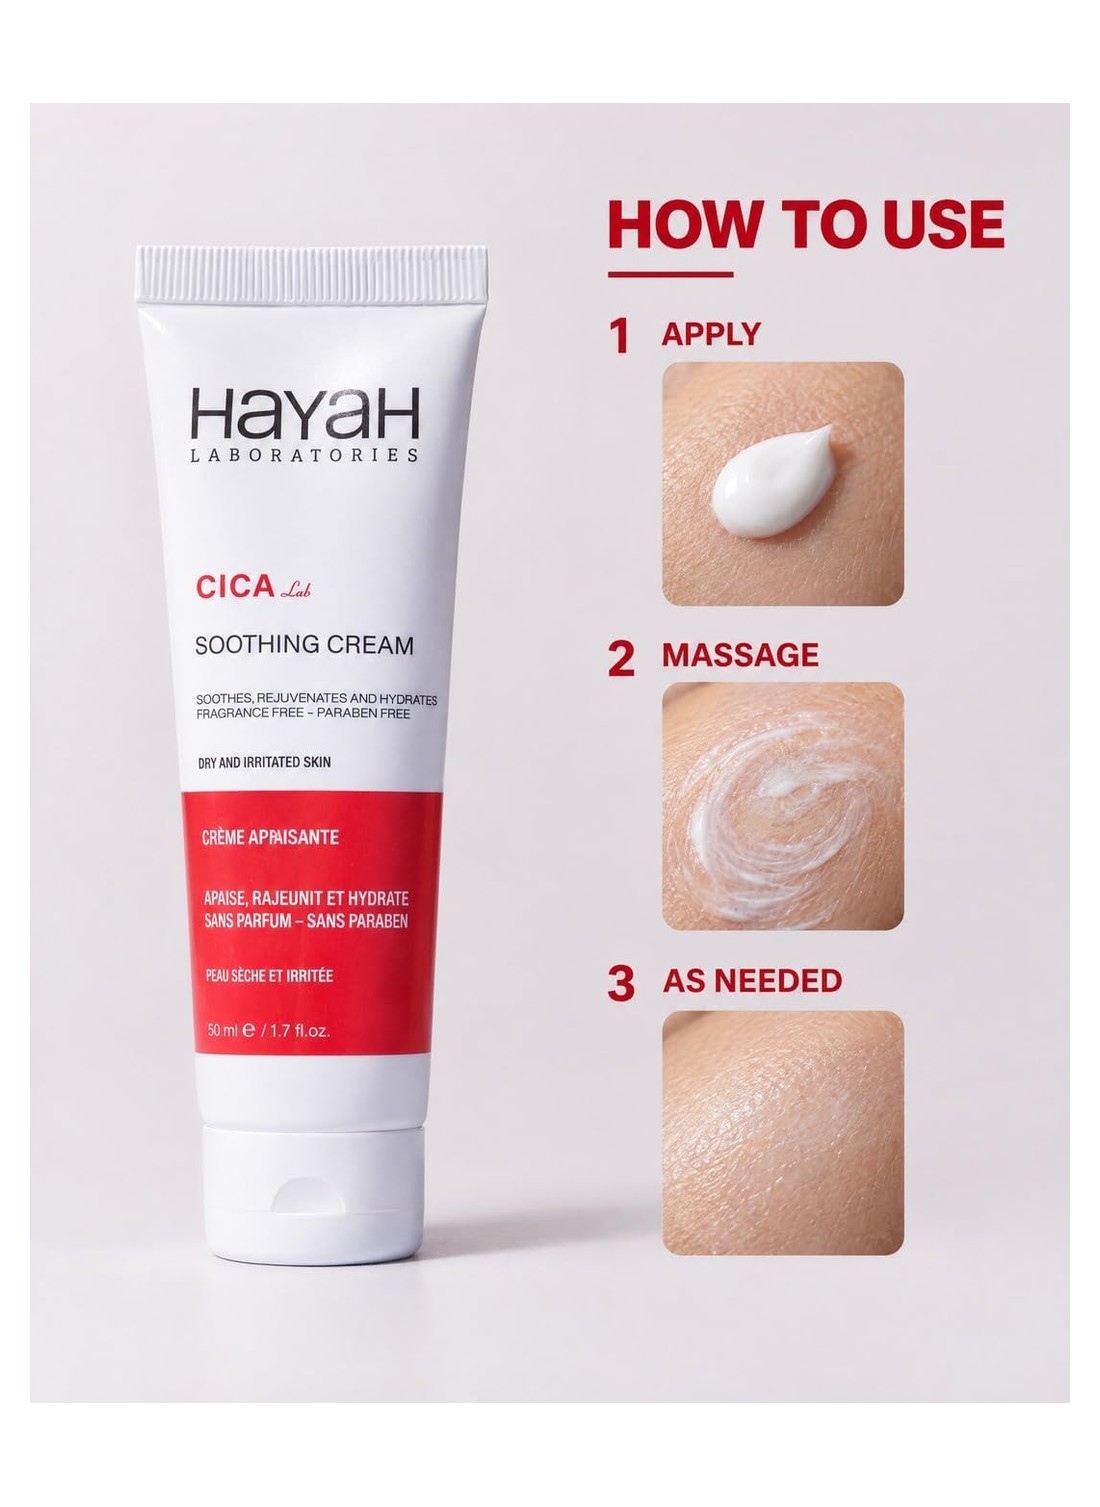 HAYAH
LABORATORIES
CICA Lab
SOOTHING CREAM
SOOTHES, REJUVENATES AND HYDRATES
FRAGRANCE FREE – PARABEN FREE
DRY AND IRRITATED SKIN
CRÈME APPAISANTE
APAISE, RAJEUNIT ET HYDRATE
SANS PARFUM – SANS PARABEN
PEAU SÈCHE ET IRRITÉE
50 ml e / 1.7 fl.oz.
HOW TO USE
1 APPLY
2 MASSAGE
3 AS NEEDED